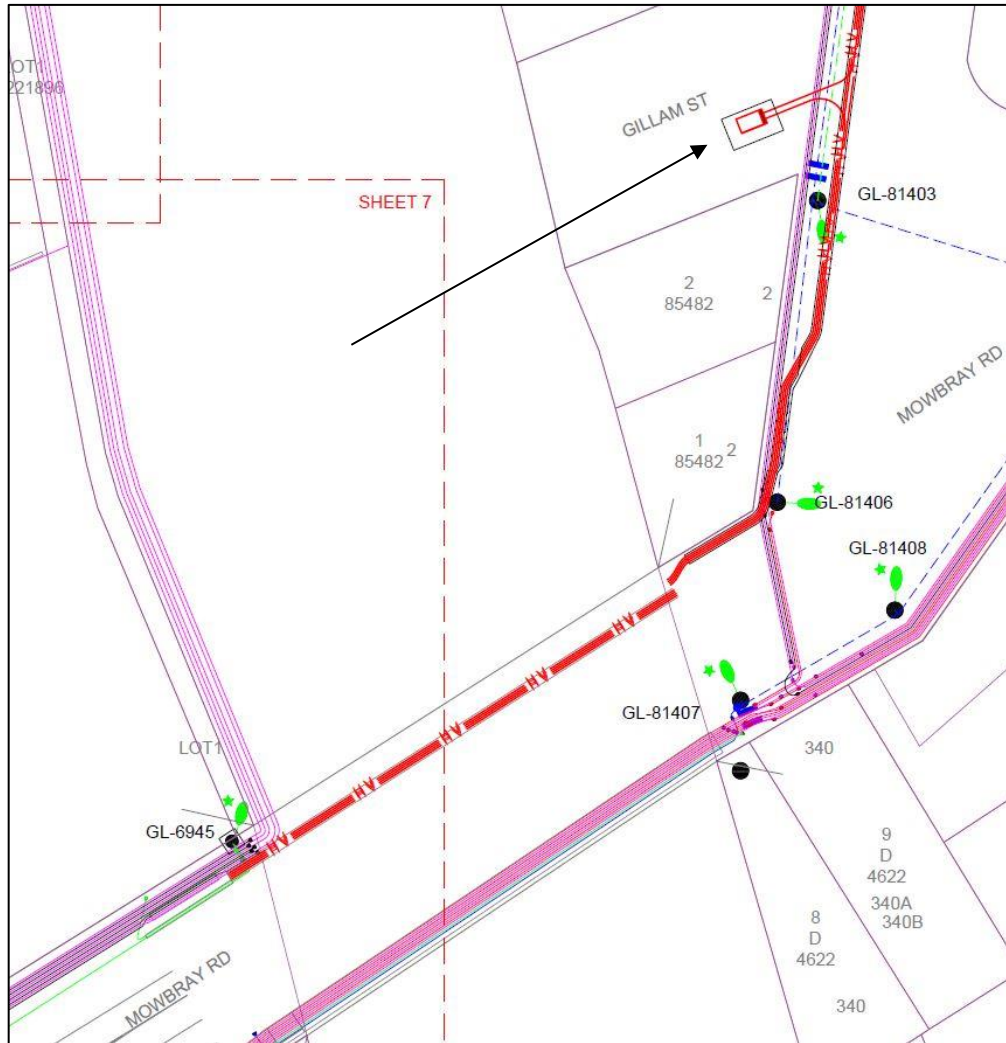 OT1
221896
GILLAM ST
HV
HV
HV
GL-81403
SHEET 7
2
85482
2
MOWBRAY RD
1
85482
2
GL-81406
GL-81408
HV
HV
HV
HV
HV
GL-81407
LOT1
340
GL-6945
9
D
4622
340A
340B
8
D
4622
340
MOWBRAY RD